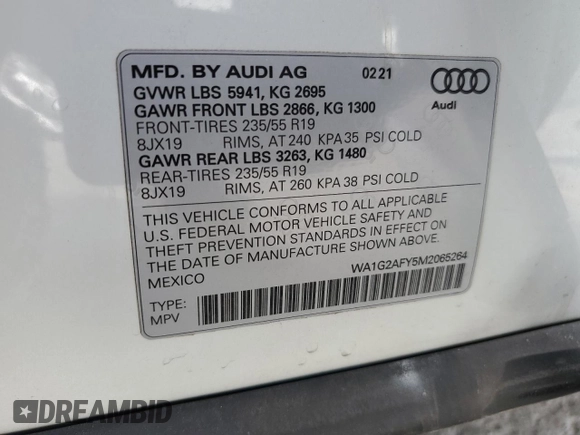 MFD. BY AUDI AG 0221
GVWR LBS 5941, KG 2695
GAWR FRONT LBS 2866, KG 1300
FRONT-TIRES 235/55 R19
8JX19 RIMS, AT 240 KPA 35 PSI COLD
GAWR REAR LBS 3263, KG 1480
REAR-TIRES 235/55 R19
8JX19 RIMS, AT 260 KPA 38 PSI COLD
Audi
THIS VEHICLE CONFORMS TO ALL APPLICABLE
U.S. FEDERAL MOTOR VEHICLE SAFETY AND
THEFT PREVENTION STANDARDS IN EFFECT ON
THE DATE OF MANUFACTURE SHOWN ABOVE.
MEXICO
WA1G2AFY5M2065264
TYPE:
MPV
DREAMBID